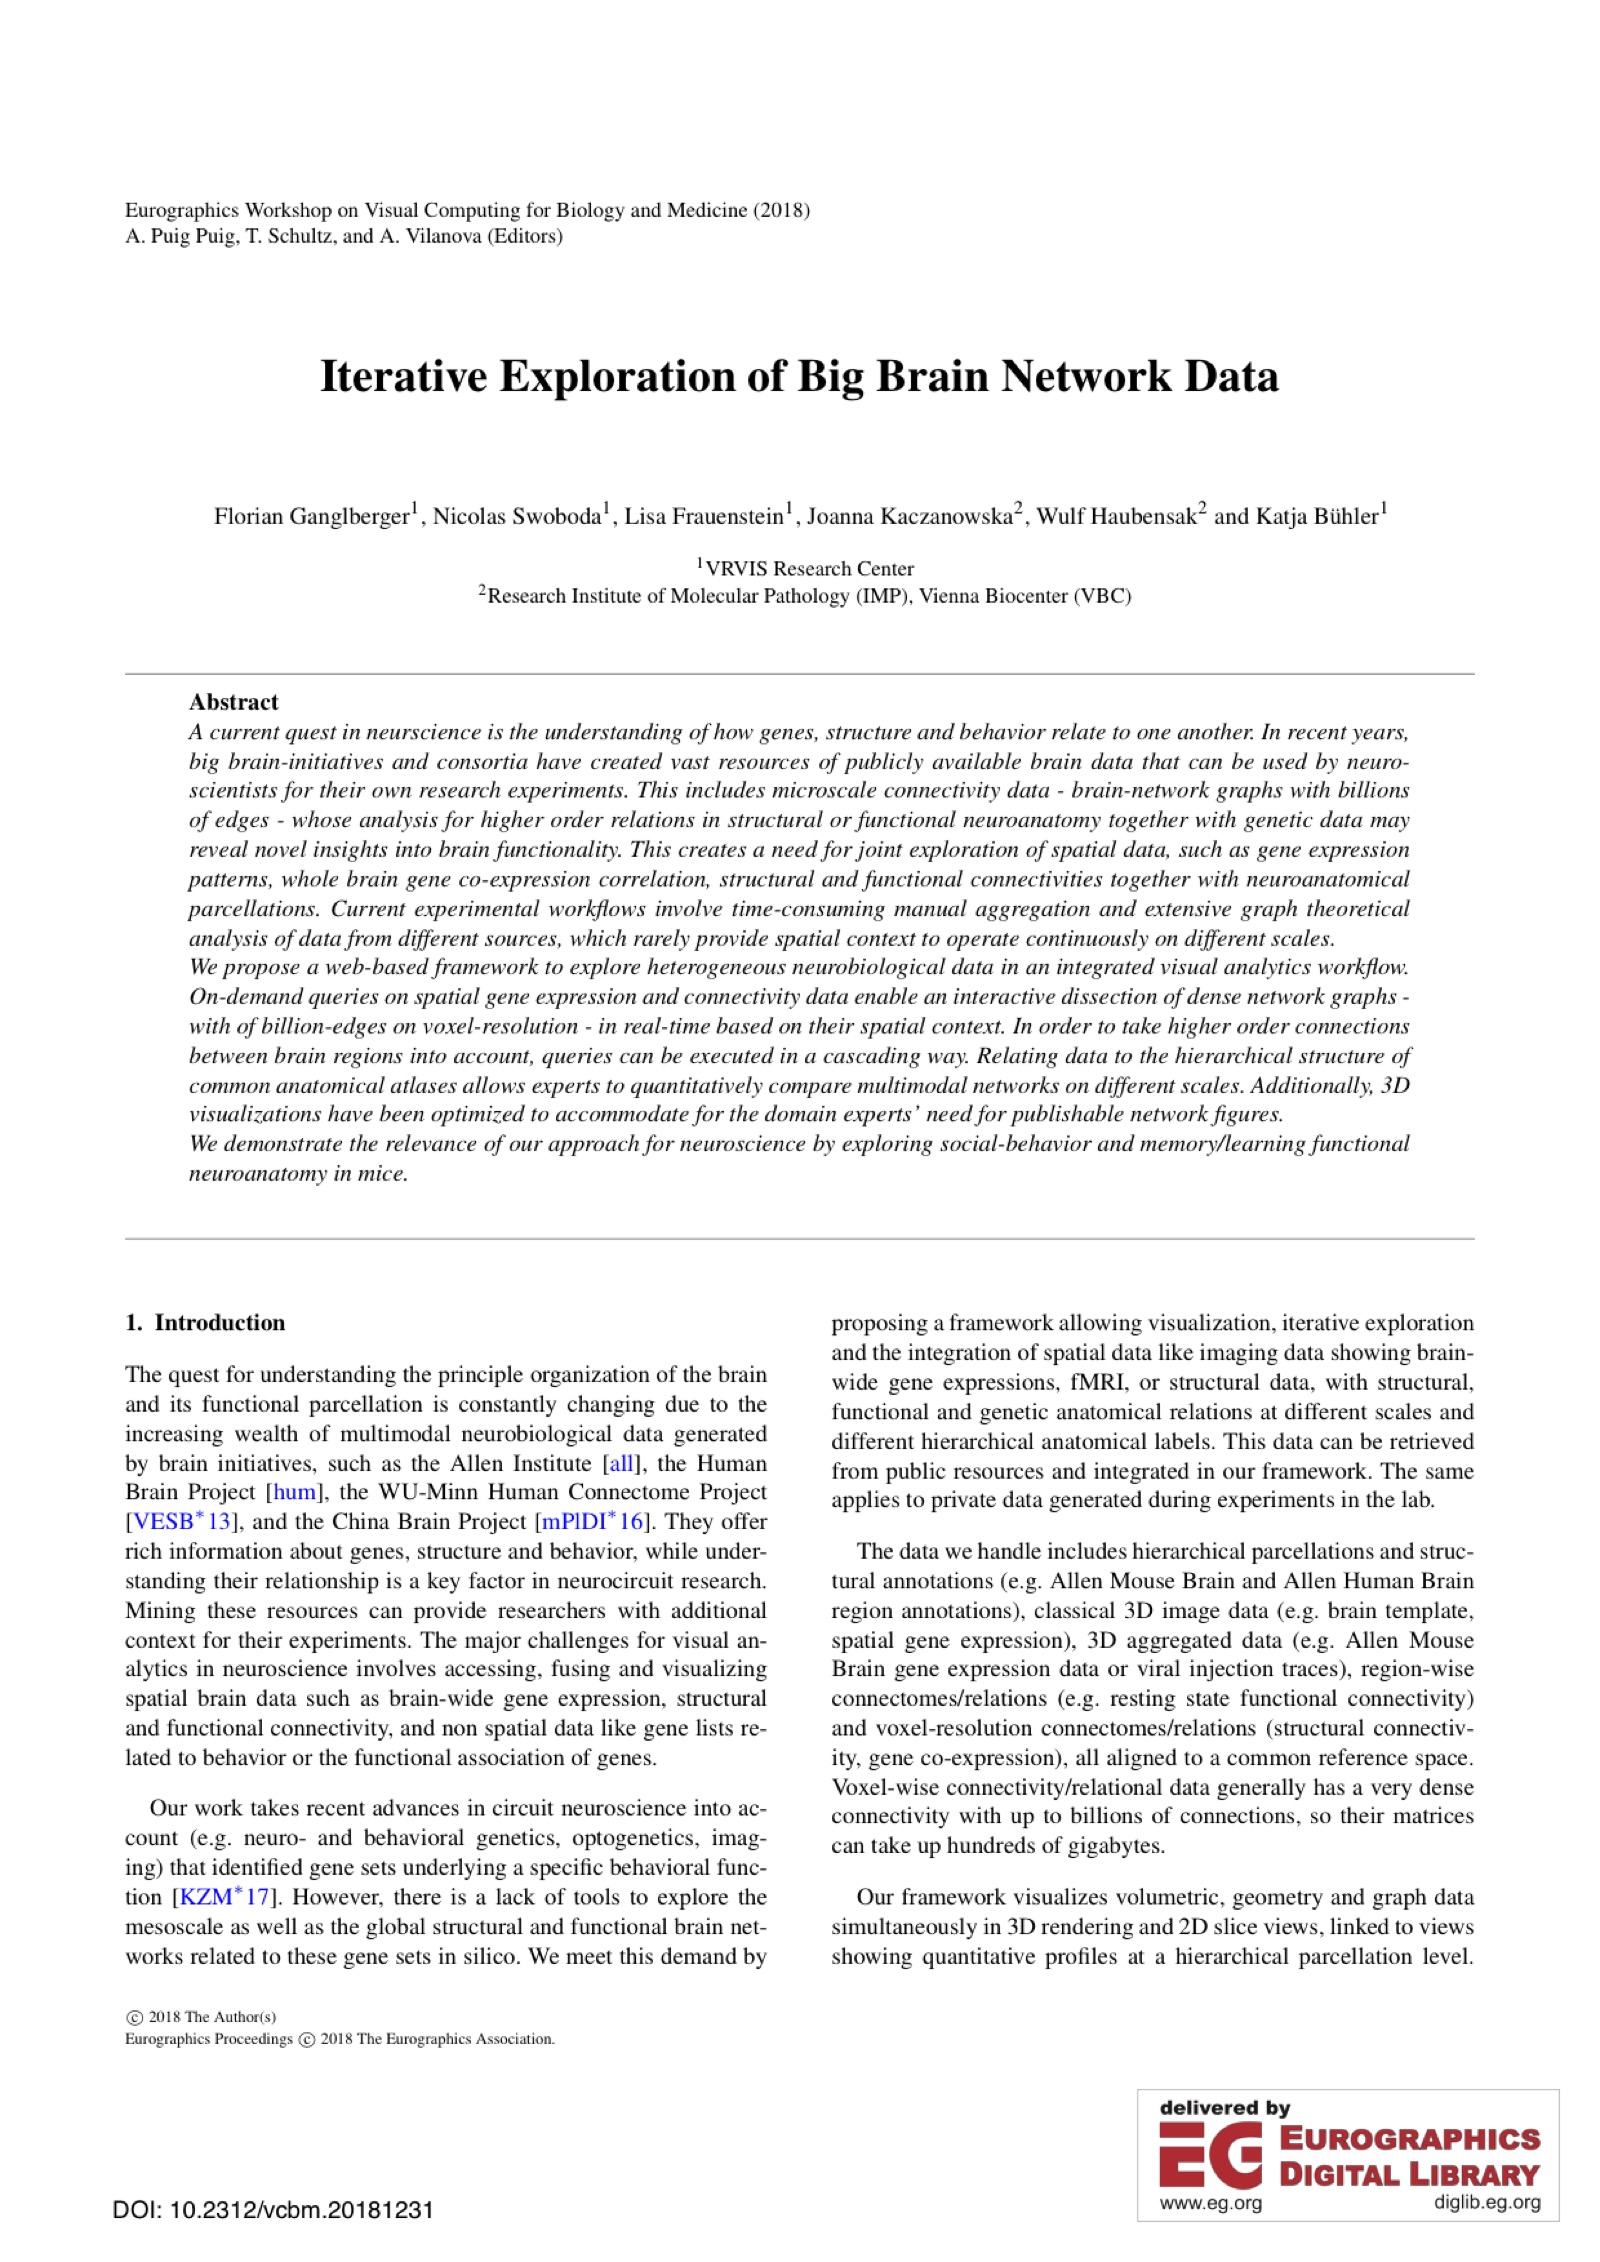 Eurographics Workshop on Visual Computing for Biology and Medicine (2018)
A. Puig Puig, T. Schultz, and A. Vilanova (Editors)
Iterative Exploration of Big Brain Network Data
Florian Ganglberger1, Nicolas Swoboda1, Lisa Frauenstein1, Joanna Kaczanowska2, Wulf Haubensak2 and Katja Bühler1
1VRVIS Research Center
2Research Institute of Molecular Pathology (IMP), Vienna Biocenter (VBC)
Abstract
A current quest in neurscience is the understanding of how genes, structure and behavior relate to one another. In recent years,
big brain-initiatives and consortia have created vast resources of publicly available brain data that can be used by neuro-
scientists for their own research experiments. This includes microscale connectivity data - brain-network graphs with billions
of edges - whose analysis for higher order relations in structural or functional neuroanatomy together with genetic data may
reveal novel insights into brain functionality. This creates a need for joint exploration of spatial data, such as gene expression
patterns, whole brain gene co-expression correlation, structural and functional connectivities together with neuroanatomical
parcellations. Current experimental workflows involve time-consuming manual aggregation and extensive graph theoretical
analysis of data from different sources, which rarely provide spatial context to operate continuously on different scales.
We propose a web-based framework to explore heterogeneous neurobiological data in an integrated visual analytics workflow.
On-demand queries on spatial gene expression and connectivity data enable an interactive dissection of dense network graphs -
with of billion-edges on voxel-resolution - in real-time based on their spatial context. In order to take higher order connections
between brain regions into account, queries can be executed in a cascading way. Relating data to the hierarchical structure of
common anatomical atlases allows experts to quantitatively compare multimodal networks on different scales. Additionally, 3D
visualizations have been optimized to accommodate for the domain experts' need for publishable network figures.
We demonstrate the relevance of our approach for neuroscience by exploring social-behavior and memory/learning functional
neuroanatomy in mice.
1. Introduction
The quest for understanding the principle organization of the brain
and its functional parcellation is constantly changing due to the
increasing wealth of multimodal neurobiological data generated
by brain initiatives, such as the Allen Institute [all], the Human
Brain Project [hum], the WU-Minn Human Connectome Project
[VESB*13], and the China Brain Project [mPlDI*16]. They offer
rich information about genes, structure and behavior, while under-
standing their relationship is a key factor in neurocircuit research.
Mining these resources can provide researchers with additional
context for their experiments. The major challenges for visual an-
alytics in neuroscience involves accessing, fusing and visualizing
spatial brain data such as brain-wide gene expression, structural
and functional connectivity, and non spatial data like gene lists re-
lated to behavior or the functional association of genes.
Our work takes recent advances in circuit neuroscience into ac-
count (e.g. neuro- and behavioral genetics, optogenetics, imag-
ing) that identified gene sets underlying a specific behavioral func-
tion [KZM*17]. However, there is a lack of tools to explore the
mesoscale as well as the global structural and functional brain net-
works related to these gene sets in silico. We meet this demand by
proposing a framework allowing visualization, iterative exploration
and the integration of spatial data like imaging data showing brain-
wide gene expressions, fMRI, or structural data, with structural,
functional and genetic anatomical relations at different scales and
different hierarchical anatomical labels. This data can be retrieved
from public resources and integrated in our framework. The same
applies to private data generated during experiments in the lab.
The data we handle includes hierarchical parcellations and struc-
tural annotations (e.g. Allen Mouse Brain and Allen Human Brain
region annotations), classical 3D image data (e.g. brain template,
spatial gene expression), 3D aggregated data (e.g. Allen Mouse
Brain gene expression data or viral injection traces), region-wise
connectomes/relations (e.g. resting state functional connectivity)
and voxel-resolution connectomes/relations (structural connectiv-
ity, gene co-expression), all aligned to a common reference space.
Voxel-wise connectivity/relational data generally has a very dense
connectivity with up to billions of connections, so their matrices
can take up hundreds of gigabytes.
Our framework visualizes volumetric, geometry and graph data
simultaneously in 3D rendering and 2D slice views, linked to views
showing quantitative profiles at a hierarchical parcellation level.
© 2018 The Author(s)
Eurographics Proceedings © 2018 The Eurographics Association.
DOI: 10.2312/vcbm.20181231
delivered by
EG EUROGRAPHICS
DIGITAL LIBRARY
www.eg.org diglib.eg.org